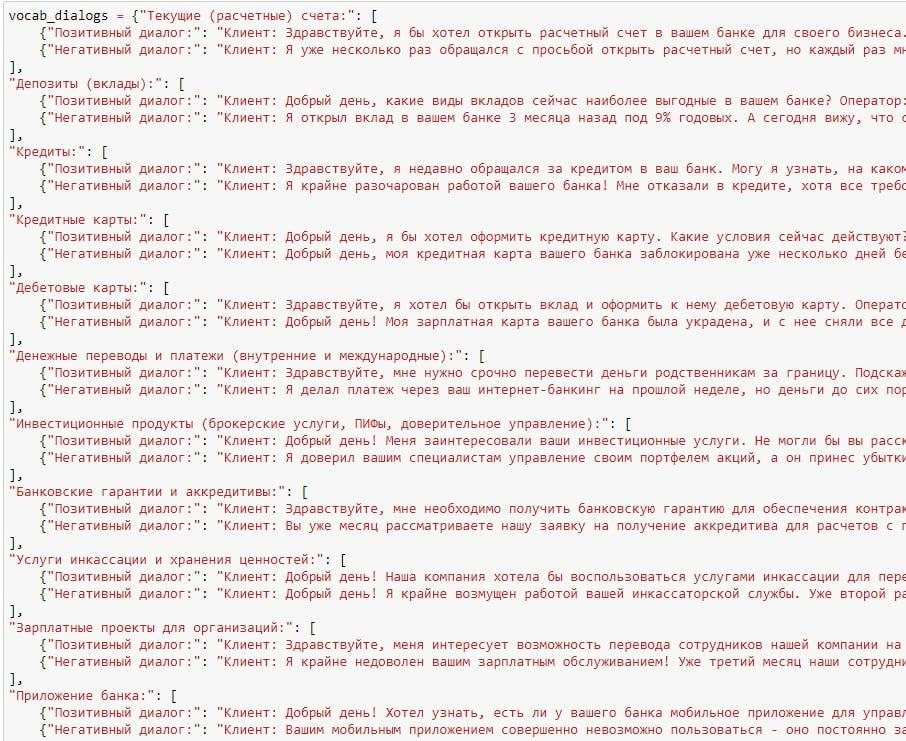 vocab_dialogs = {"Текущие (расчетные) счета:": [
{"Позитивный диалог:": "Клиент: Здравствуйте, я бы хотел открыть расчетный счет в вашем банке для своего бизнеса.
{"Негативный диалог:": "Клиент: Я уже несколько раз обращался с просьбой открыть расчетный счет, но каждый раз
],
"Депозиты (вклады):": [
{"Позитивный диалог:": "Клиент: Добрый день, какие виды вкладов сейчас наиболее выгодные в вашем банке? Оператор:
{"Негативный диалог:": "Клиент: Я открыл вклад в вашем банке 3 месяца назад под 9% годовых. А сегодня вижу, что
],
"Кредиты:": [
{"Позитивный диалог:": "Клиент: Здравствуйте, я недавно обращался за кредитом в ваш банк. Могу я узнать, на како
{"Негативный диалог:": "Клиент: Я крайне разочарован работой вашего банка! Мне отказали в кредите, хотя все требо
],
"Кредитные карты:": [
{"Позитивный диалог:": "Клиент: Добрый день, я бы хотел оформить кредитную карту. Какие условия сейчас действуют?
{"Негативный диалог:": "Клиент: Добрый день, моя кредитная карта вашего банка заблокирована уже несколько дней бе
],
"Дебетовые карты:": [
{"Позитивный диалог:": "Клиент: Здравствуйте, я хотел бы открыть вклад и оформить к нему дебетовую карту. Операто
{"Негативный диалог:": "Клиент: Добрый день! Моя зарплатная карта вашего банка была украдена, и с нее сняли все д
],
"Денежные переводы и платежи (внутренние и международные):": [
{"Позитивный диалог:": "Клиент: Здравствуйте, мне нужно срочно перевести деньги родственникам за границу. Подскаж
{"Негативный диалог:": "Клиент: Я делал платеж через ваш интернет-банкинг на прошлой неделе, но деньги до сих пор
],
"Инвестиционные продукты (брокерские услуги, ПИФы, доверительное управление):": [
{"Позитивный диалог:": "Клиент: Добрый день! Меня заинтересовали ваши инвестиционные услуги. Не могли бы вы расск
{"Негативный диалог:": "Клиент: Я доверил вашим специалистам управление своим портфелем акций, а он принес убытки
],
"Банковские гарантии и аккредитивы:": [
{"Позитивный диалог:": "Клиент: Здравствуйте, мне необходимо получить банковскую гарантию для обеспечения контрак
{"Негативный диалог:": "Клиент: Вы уже месяц рассматриваете нашу заявку на получение аккредитива для расчетов с п
],
"Услуги инкассации и хранения ценностей:": [
{"Позитивный диалог:": "Клиент: Добрый день! Наша компания хотела бы воспользоваться услугами инкассации для пере
{"Негативный диалог:": "Клиент: Добрый день! Я крайне возмущен работой вашей инкассаторской службы. Уже второй ра
],
"Зарплатные проекты для организаций:": [
{"Позитивный диалог:": "Клиент: Здравствуйте, меня интересует возможность перевода сотрудников нашей компании на
{"Негативный диалог:": "Клиент: Я крайне недоволен вашим зарплатным обслуживанием! Уже третий месяц наши сотрудни
],
"Приложение банка:": [
{"Позитивный диалог:": "Клиент: Добрый день! Хотел узнать, есть ли у вашего банка мобильное приложение для управл
{"Негативный диалог:": "Клиент: Вашим мобильным приложением совершенно невозможно пользоваться - оно постоянно за